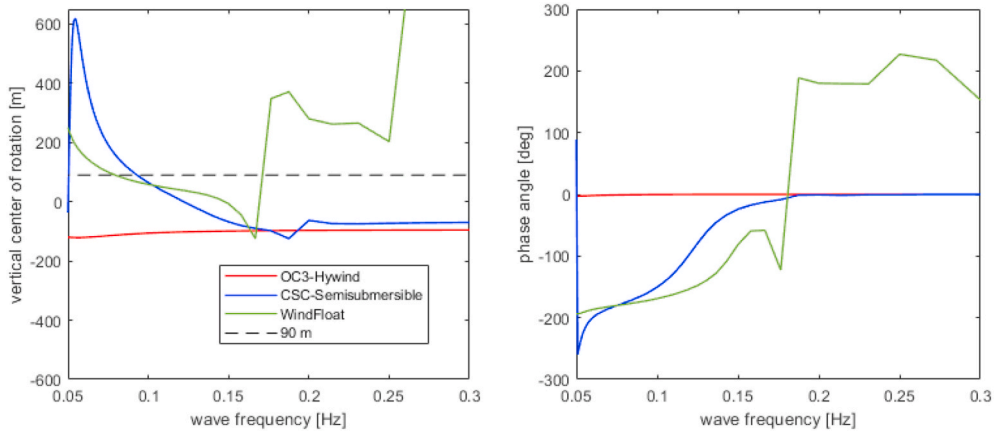 600
400
200
0
-200
-400
-600
vertical center of rotation [m]
0.05 0.1 0.15 0.2 0.25 0.3
wave frequency [Hz]
OC3-Hywind
CSC-Semisubmersible
WindFloat
90 m
300
200
100
0
-100
-200
-300
phase angle [deg]
0.05 0.1 0.15 0.2 0.25 0.3
wave frequency [Hz]